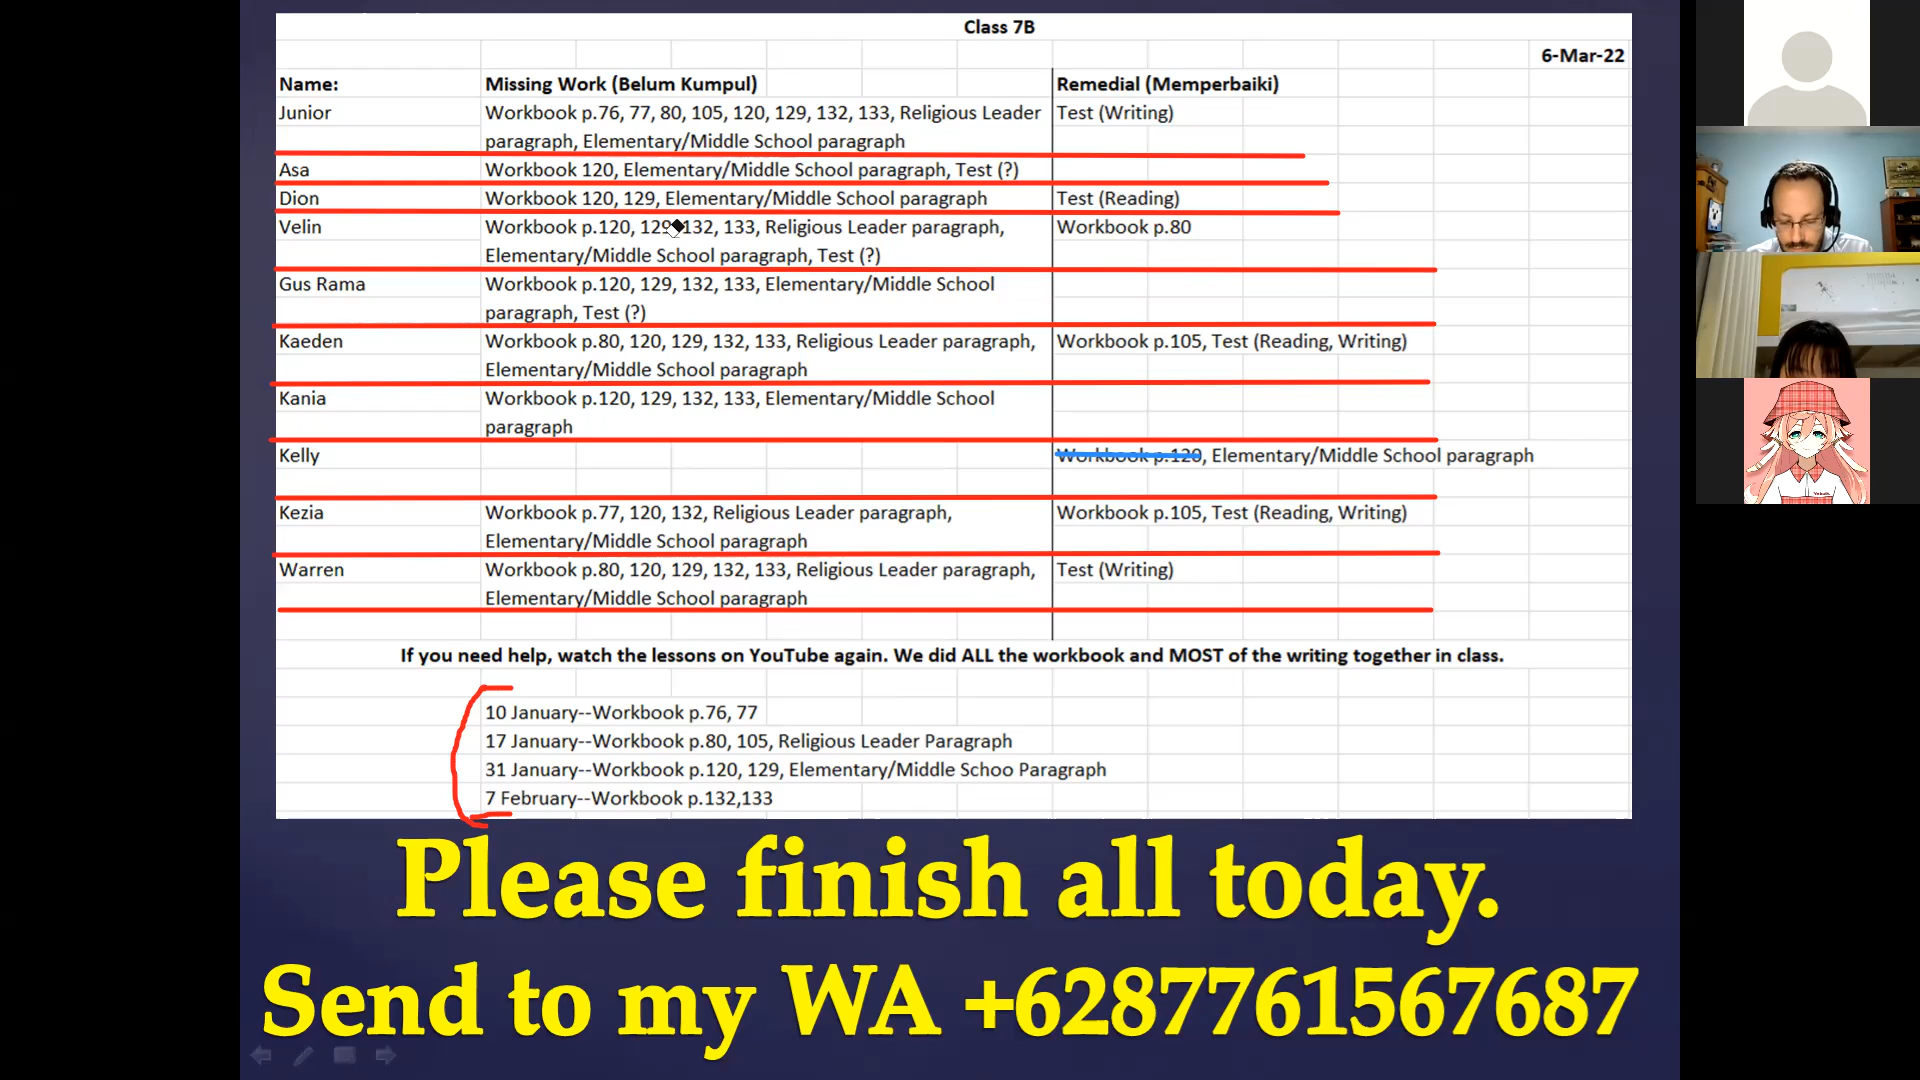 Class 7B
6-Mar-22
Name: Missing Work (Belum Kumpul) Remedial (Memperbaiki)
Junior Workbook p.76, 77, 80, 105, 120, 129, 132, 133, Religious Leader Test (Writing)
paragraph, Elementary/Middle School paragraph
Asa Workbook 120, Elementary/Middle School paragraph, Test (?)
Dion Workbook 120, 129, Elementary/Middle School paragraph Test (Reading)
Velin Workbook p.120, 129, 132, 133, Religious Leader paragraph, Workbook p.80
Elementary/Middle School paragraph, Test (?)
Gus Rama Workbook p.120, 129, 132, 133, Elementary/Middle School
paragraph, Test (?)
Kaeden Workbook p.80, 120, 129, 132, 133, Religious Leader paragraph, Workbook p.105, Test (Reading, Writing)
Elementary/Middle School paragraph
Kania Workbook p.120, 129, 132, 133, Elementary/Middle School
paragraph
Kelly Workbook p.120, Elementary/Middle School paragraph
Kezia Workbook p.77, 120, 132, Religious Leader paragraph, Workbook p.105, Test (Reading, Writing)
Elementary/Middle School paragraph
Warren Workbook p.80, 120, 129, 132, 133, Religious Leader paragraph, Test (Writing)
Elementary/Middle School paragraph
If you need help, watch the lessons on YouTube again. We did ALL the workbook and MOST of the writing together in class.
10 January--Workbook p.76, 77
17 January--Workbook p.80, 105, Religious Leader Paragraph
31 January--Workbook p.120, 129, Elementary/Middle Schoo Paragraph
7 February--Workbook p.132,133
Please finish all today.
Send to my WA +6287761567687